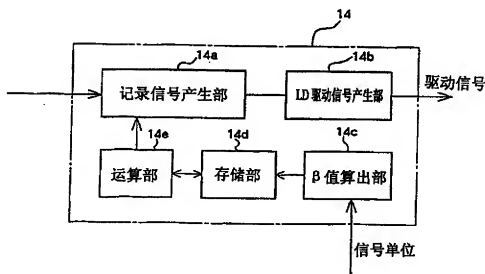 14
14a
14b
记录信号产生部
LD驱动信号产生部
驱动信号
14e
14d
14c
运算部
存储部
β值算出部
信号单位